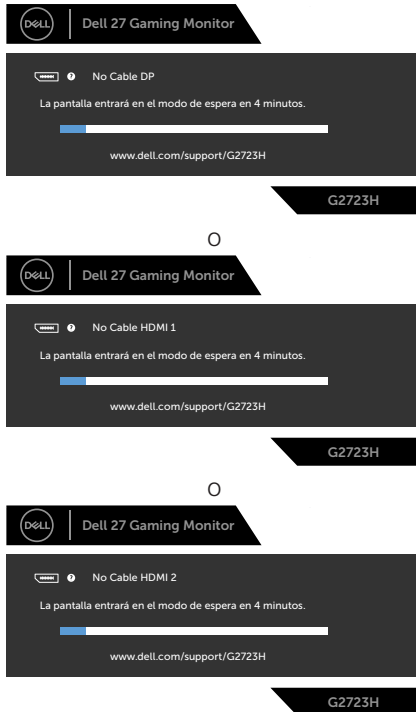 DELL
Dell 27 Gaming Monitor
? No Cable DP
La pantalla entrará en el modo de espera en 4 minutos.
www.dell.com/support/G2723H
G2723H
O
DELL
Dell 27 Gaming Monitor
? No Cable HDMI 1
La pantalla entrará en el modo de espera en 4 minutos.
www.dell.com/support/G2723H
G2723H
O
DELL
Dell 27 Gaming Monitor
? No Cable HDMI 2
La pantalla entrará en el modo de espera en 4 minutos.
www.dell.com/support/G2723H
G2723H